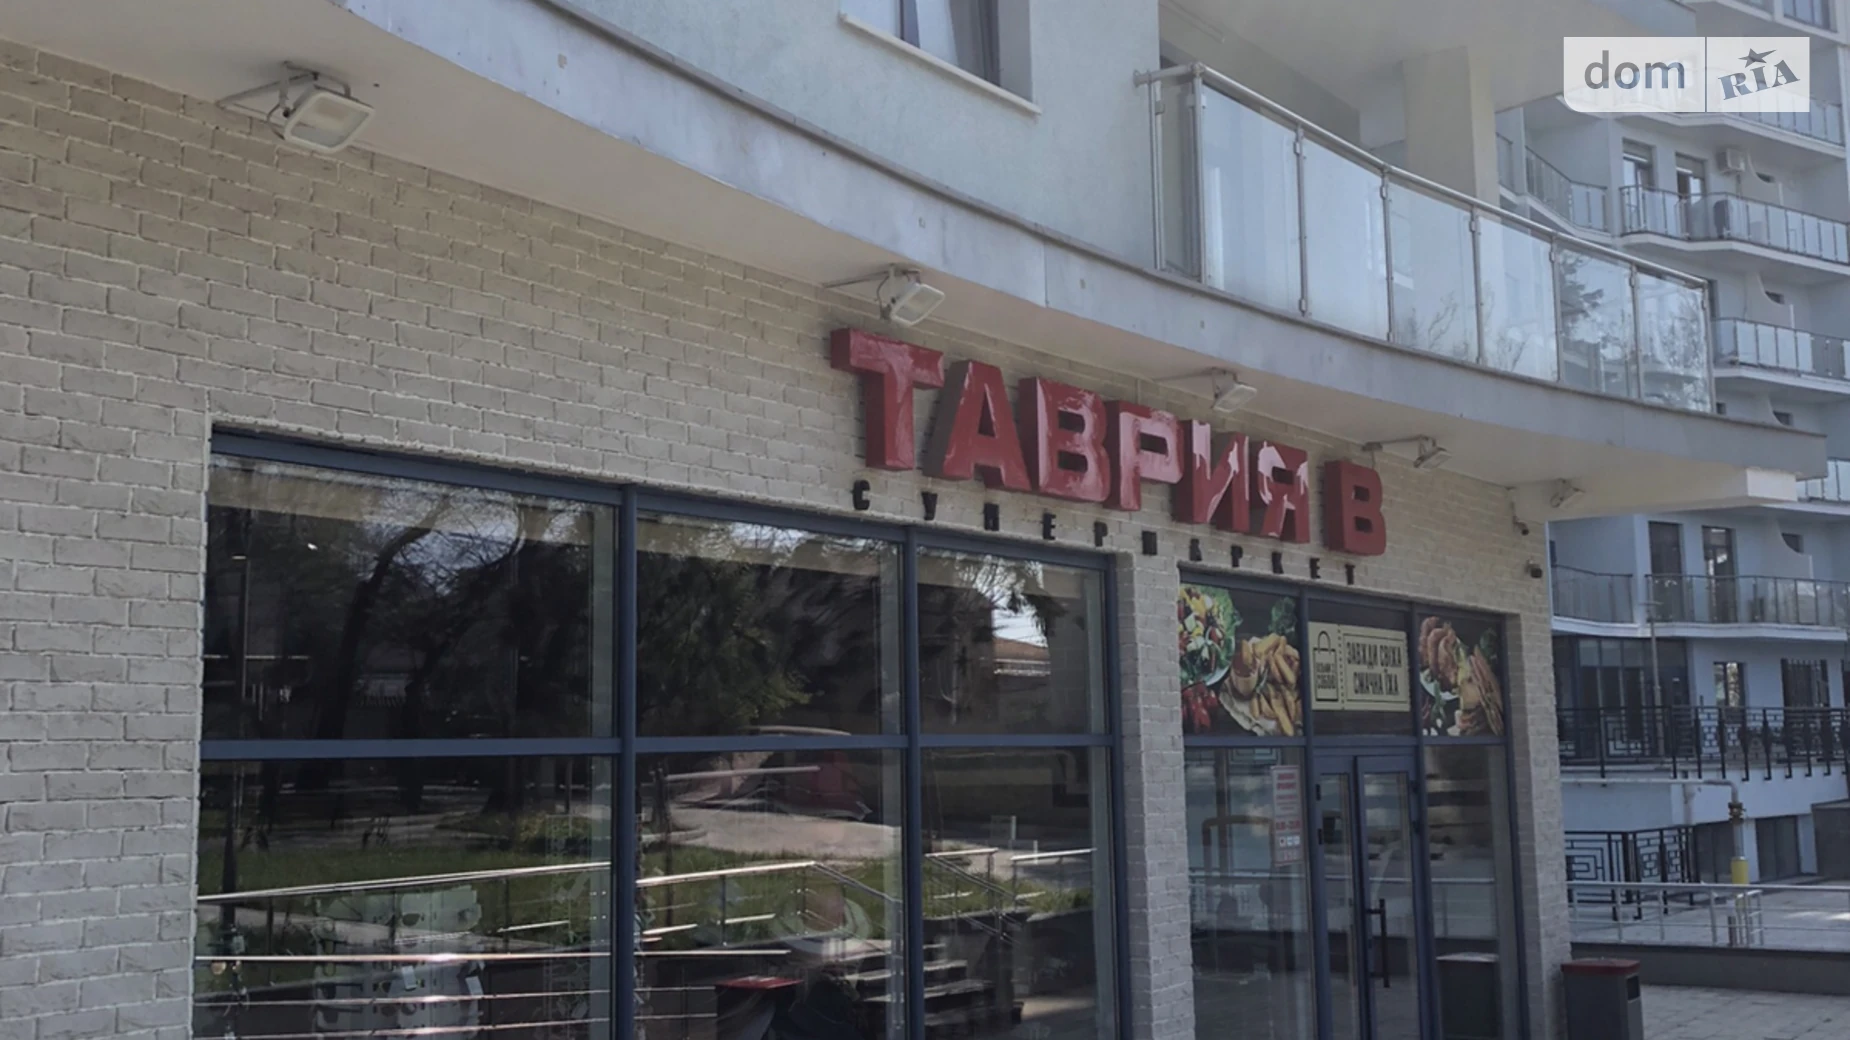 dom RIA
ТАВРИЯ В
СУПЕРМАРКЕТ
ЗАВЖДИ СВІЖА
СМАЧНА ЇЖА